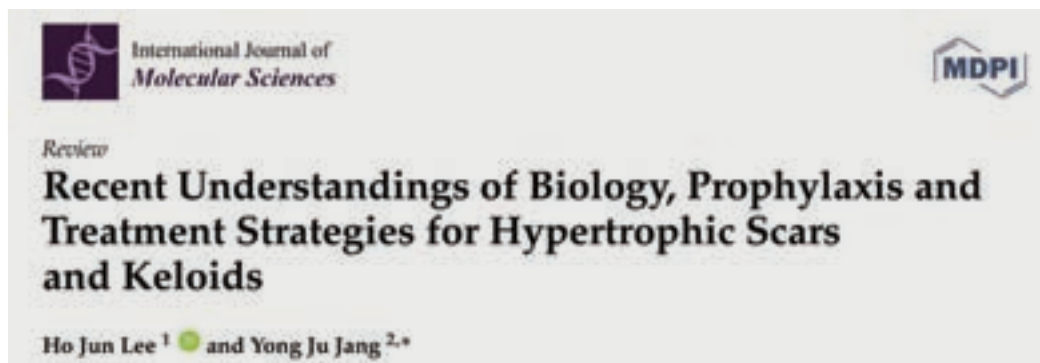 International Journal of
Molecular Sciences
MDPI
Review
Recent Understandings of Biology, Prophylaxis and
Treatment Strategies for Hypertrophic Scars
and Keloids
Ho Jun Lee 1 and Yong Ju Jang 2,*